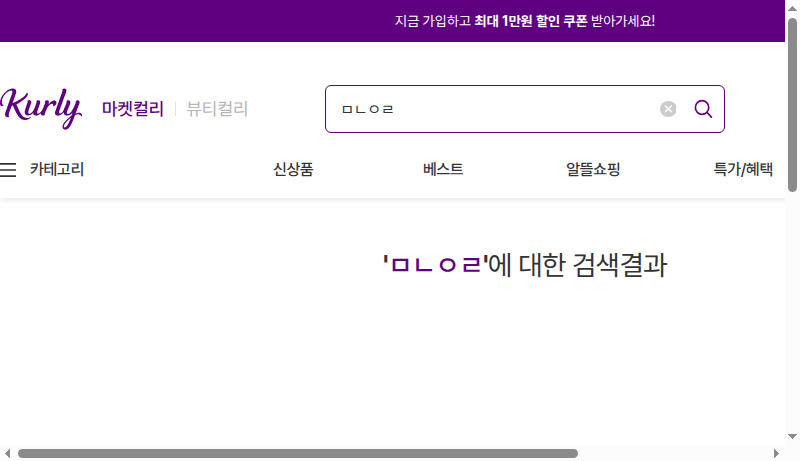 지금 가입하고 최대 1만원 할인 쿠폰 받아가세요!
Kurly 마켓컬리 뷰티컬리
ㅁㄴㅇㄹ
카테고리 신상품 베스트 알뜰쇼핑 특가/혜택
'ㅁㄴㅇㄹ'에 대한 검색결과